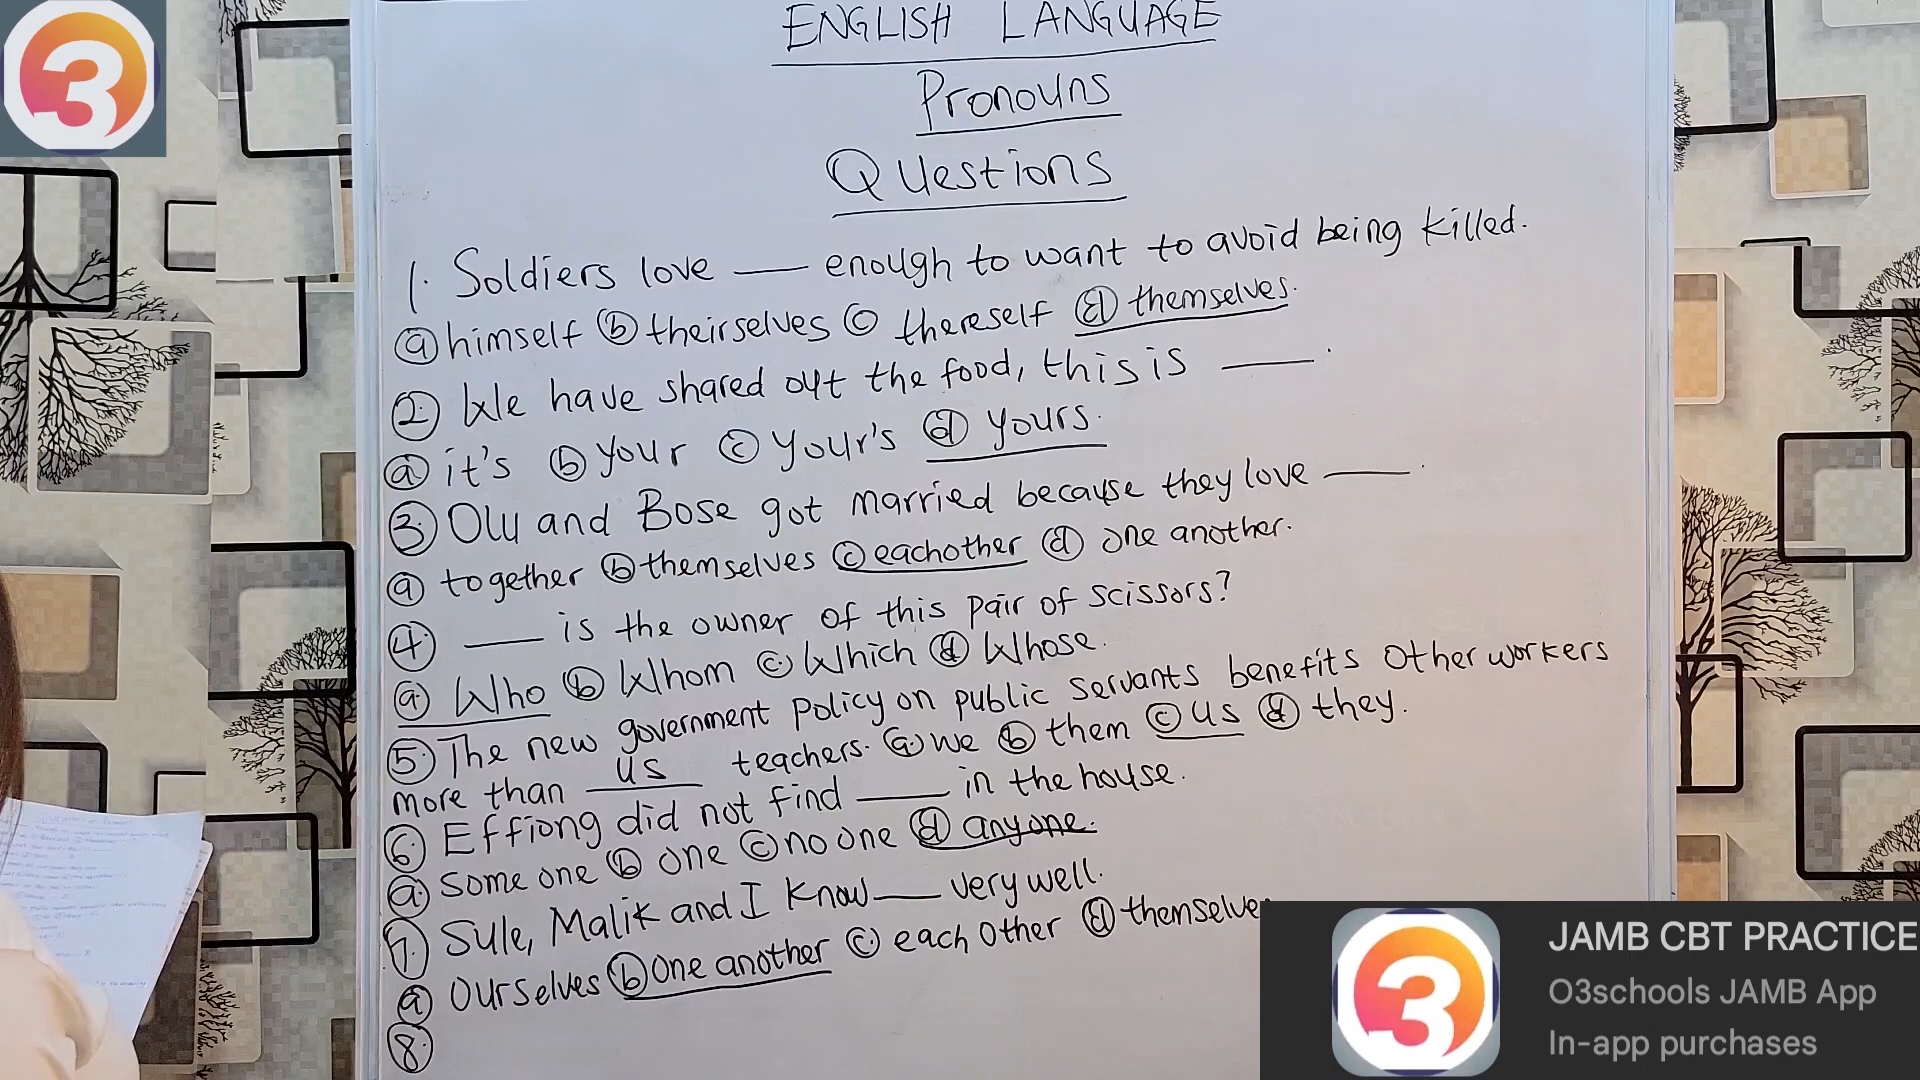 ENGLISH LANGUAGE
Pronouns
Questions
1. Soldiers love ___ enough to want to avoid being killed.
ⓐ himself ⓑ theirselves ⓒ thereself ⓓ themselves.
② We have shared out the food, this is ___.
ⓐ it's ⓑ your ⓒ your's ⓓ yours.
③ Olu and Bose got married because they love ___.
ⓐ together ⓑ themselves ⓒ eachother ⓓ one another.
④ ___ is the owner of this pair of scissors?
ⓐ Who ⓑ Whom ⓒ Which ⓓ Whose.
⑤ The new government policy on public servants benefits other workers
more than us teachers. ⓐ we ⓑ them ⓒ us ⓓ they.
⑥ Effiong did not find ___ in the house.
ⓐ some one ⓑ one ⓒ no one ⓓ anyone.
⑦ Sule, Malik and I know ___ very well.
ⓐ Ourselves ⓑ One another ⓒ each other ⓓ themselve
⑧
3
3
JAMB CBT PRACTICE
O3schools JAMB App
In-app purchases